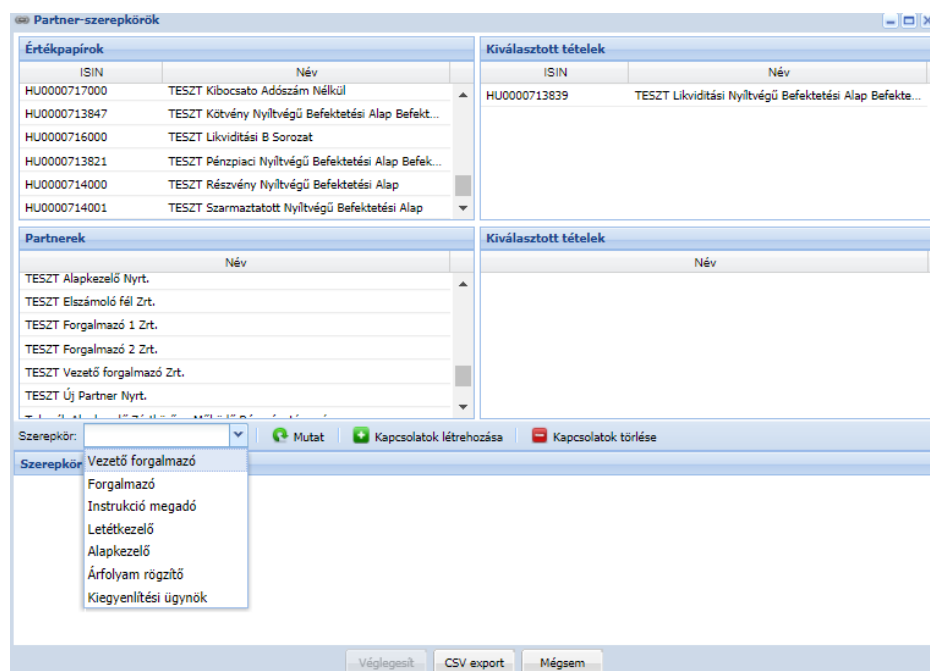 Partner-szerepkörök
Értékpapírok
ISIN Név
HU0000717000 TESZT Kibocsato Adószám Nélkül
HU0000713847 TESZT Kötvény Nyíltvégű Befektetési Alap Befekt...
HU0000716000 TESZT Likviditási B Sorozat
HU0000713821 TESZT Pénzpiaci Nyíltvégű Befektetési Alap Befek...
HU0000714000 TESZT Részvény Nyíltvégű Befektetési Alap
HU0000714001 TESZT Szarmaztatott Nyíltvégű Befektetési Alap
Kiválasztott tételek
ISIN Név
HU0000713839 TESZT Likviditási Nyíltvégű Befektetési Alap Befekte...
Partnerek
Név
TESZT Alapkezelő Nyrt.
TESZT Elszámoló fél Zrt.
TESZT Forgalmazó 1 Zrt.
TESZT Forgalmazó 2 Zrt.
TESZT Vezető forgalmazó Zrt.
TESZT Új Partner Nyrt.
Kiválasztott tételek
Név
Szerepkör: Mutat Kapcsolatok létrehozása Kapcsolatok törlése
Szerepkör
Vezető forgalmazó
Forgalmazó
Instrukció megadó
Letétkezelő
Alapkezelő
Árfolyam rögzítő
Kiegyenlítési ügynök
Véglegesít CSV export Mégsem